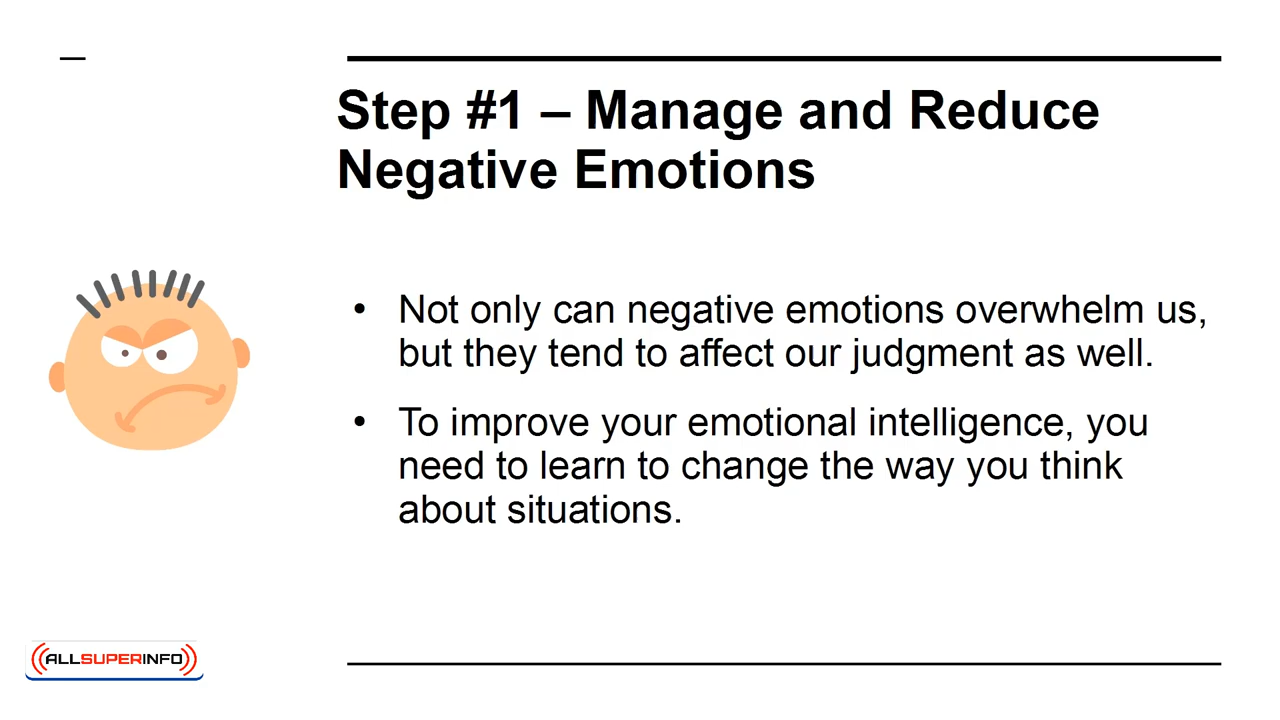 Step #1 – Manage and Reduce
Negative Emotions
• Not only can negative emotions overwhelm us,
but they tend to affect our judgment as well.
• To improve your emotional intelligence, you
need to learn to change the way you think
about situations.
ALLSUPERINFO